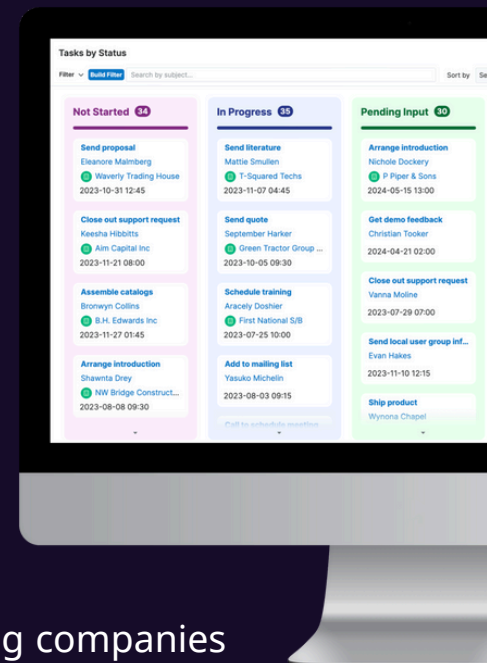 Tasks by Status
Filter Build Filter Search by subject... Sort by
Not Started 34
Send proposal
Eleanore Malmberg
Waverly Trading House
2023-10-31 12:45
Close out support request
Keesha Hibbitts
Aim Capital Inc
2023-11-21 08:00
Assemble catalogs
Bronwyn Collins
B.H. Edwards Inc
2023-11-27 01:45
Arrange introduction
Shawnta Drey
NW Bridge Construct...
2023-08-08 09:30
In Progress 35
Send literature
Mattie Smullen
T-Squared Techs
2023-11-07 04:45
Send quote
September Harker
Green Tractor Group ...
2023-10-05 09:30
Schedule training
Aracely Doshier
First National S/B
2023-07-25 10:00
Add to mailing list
Yasuko Michelin
2023-08-03 09:15
Call to schedule meeting
Pending Input 30
Arrange introduction
Nichole Dockery
P Piper & Sons
2024-05-15 13:00
Get demo feedback
Christian Tooker
2024-04-21 02:00
Close out support request
Vanna Moline
2023-07-29 07:00
Send local user group inf...
Evan Hakes
2023-11-10 12:15
Ship product
Wynona Chapel
g companies